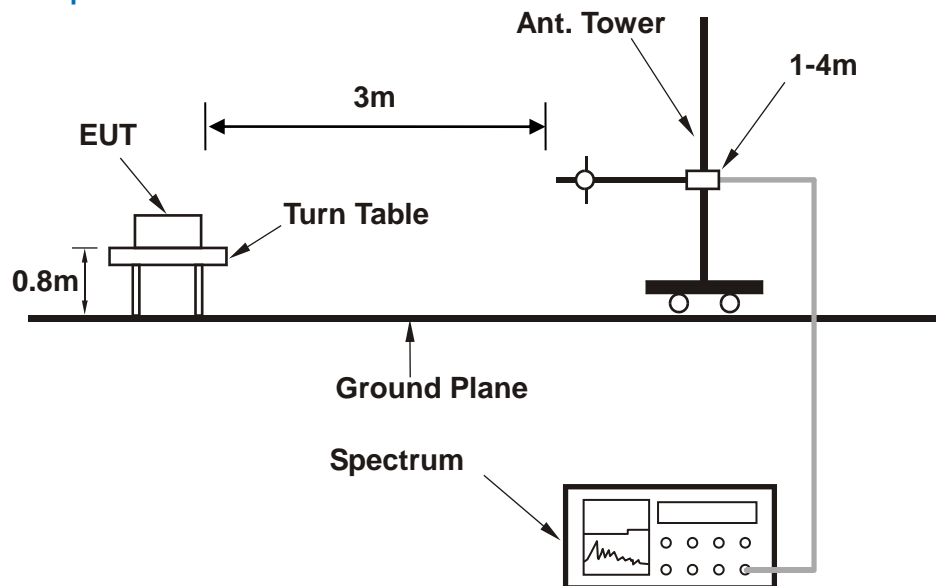 Ant. Tower
1-4m
3m
EUT
Turn Table
0.8m
Ground Plane
Spectrum